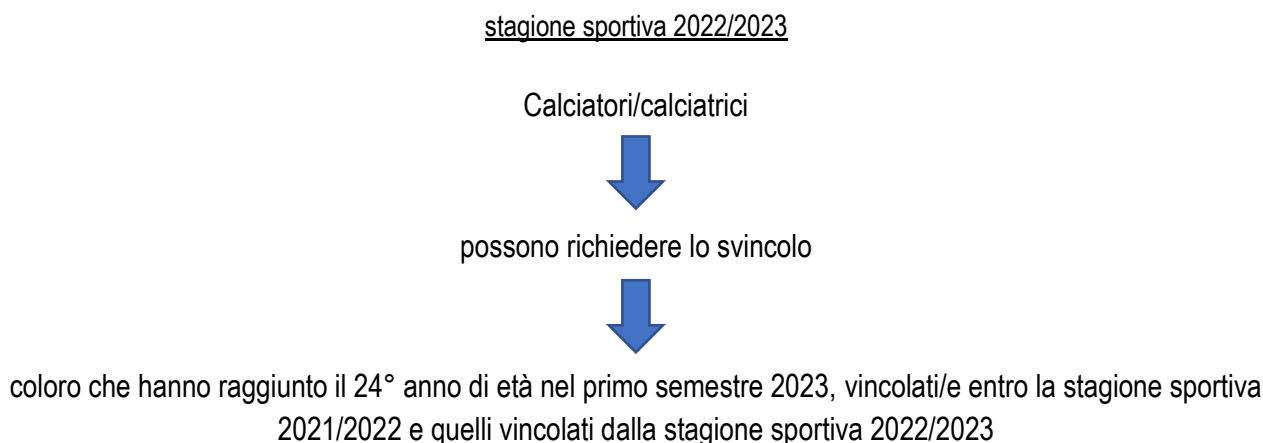 stagione sportiva 2022/2023
Calciatori/calciatrici
possono richiedere lo svincolo
coloro che hanno raggiunto il 24° anno di età nel primo semestre 2023, vincolati/e entro la stagione sportiva
2021/2022 e quelli vincolati dalla stagione sportiva 2022/2023